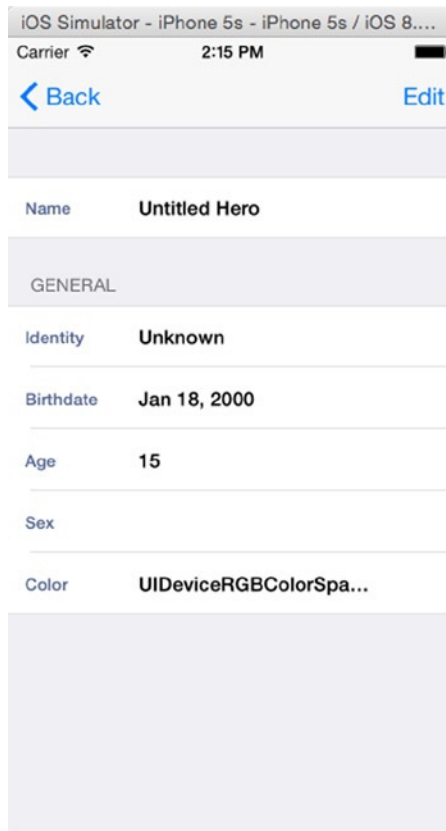 iOS Simulator - iPhone 5s - iPhone 5s / iOS 8....
Carrier 2:15 PM
Back Edit
Name Untitled Hero
GENERAL
Identity Unknown
Birthdate Jan 18, 2000
Age 15
Sex
Color UIDeviceRGBColorSpa...